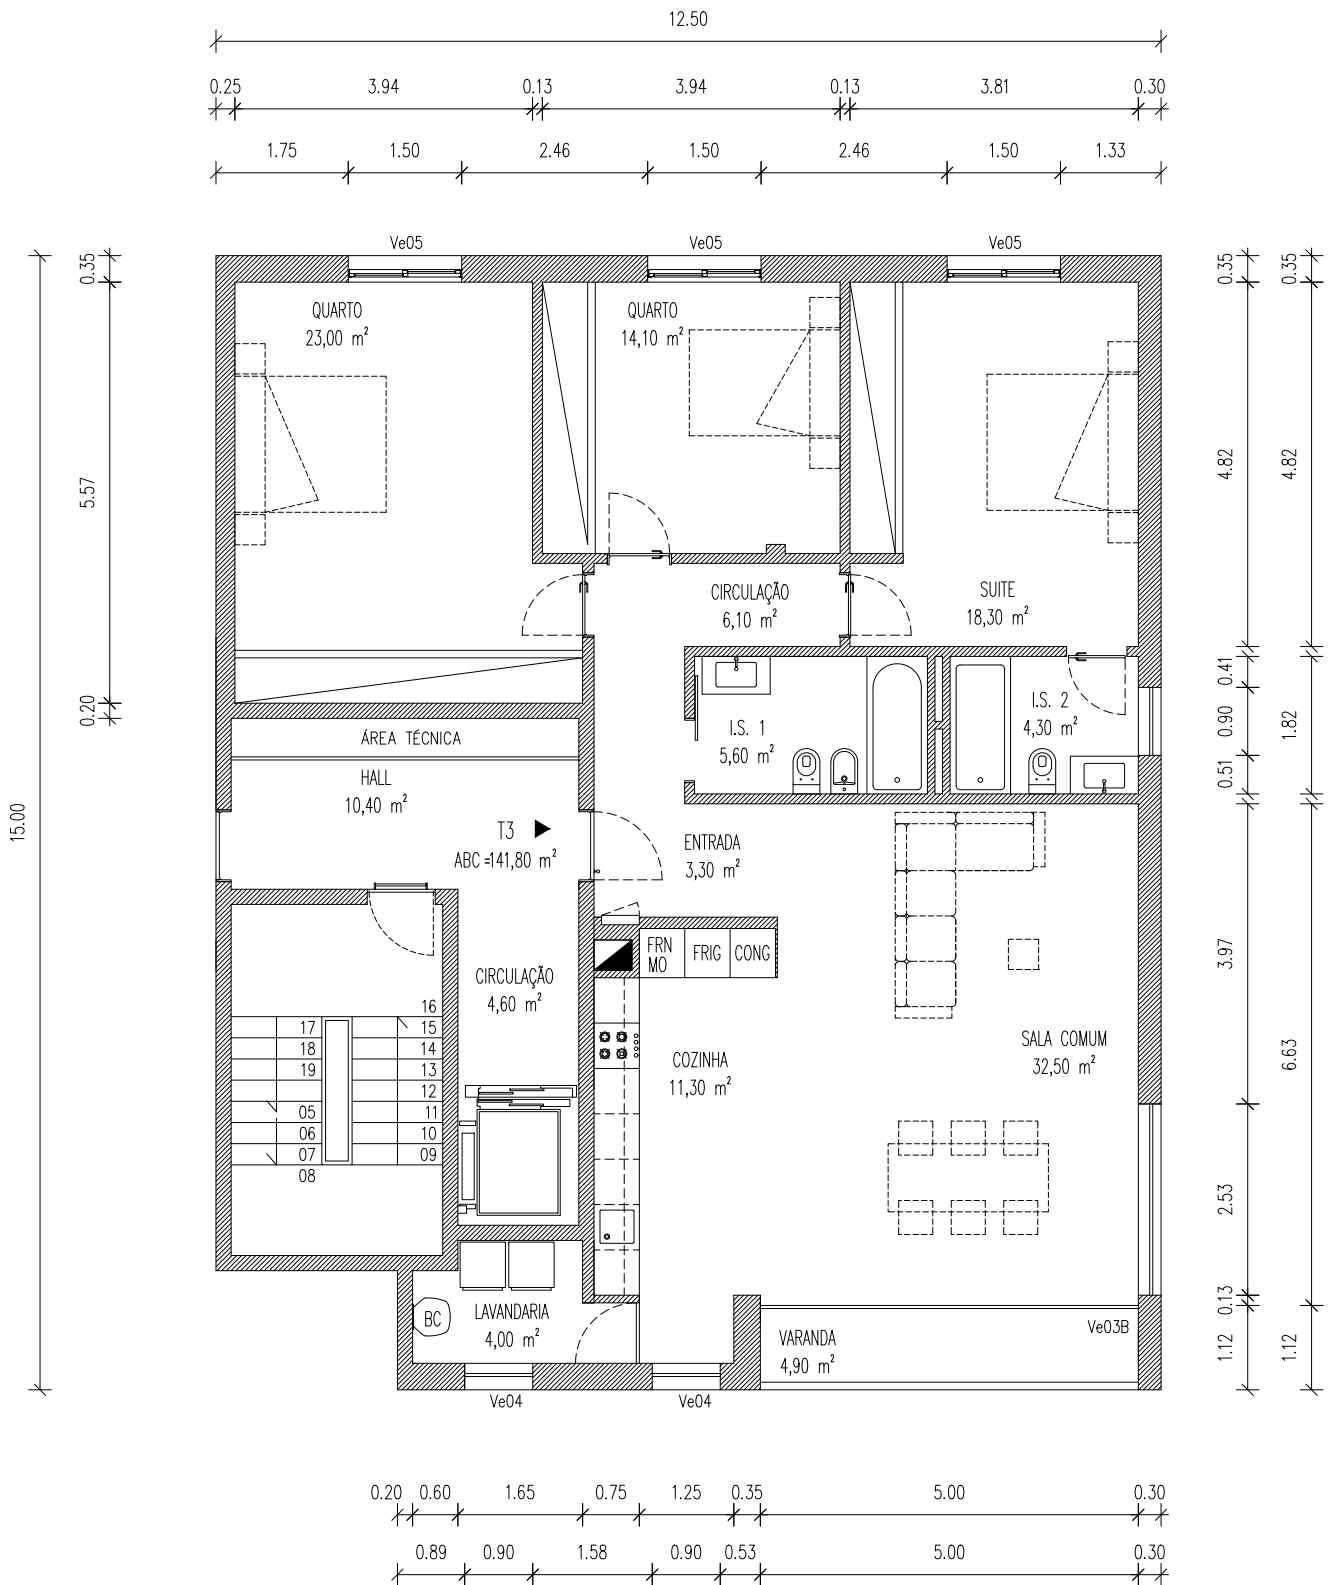 12.50
0.25 3.94 0.13 3.94 0.13 3.81 0.30
1.75 1.50 2.46 1.50 2.46 1.50 1.33
Ve05 Ve05 Ve05
0.35
5.57
0.20
15.00
0.35
4.82
0.41
0.90
0.51
3.97
2.53
0.13
1.12
0.35
4.82
1.82
6.63
1.12
QUARTO
23,00 m²
QUARTO
14,10 m²
SUITE
18,30 m²
CIRCULAÇÃO
6,10 m²
I.S. 1
5,60 m²
I.S. 2
4,30 m²
ÁREA TÉCNICA
HALL
10,40 m²
T3
ABC =141,80 m²
ENTRADA
3,30 m²
FRN
MO
FRIG
CONG
CIRCULAÇÃO
4,60 m²
COZINHA
11,30 m²
SALA COMUM
32,50 m²
16
17 15
18 14
19 13
12
05 11
06 10
07 09
08
BC
LAVANDARIA
4,00 m²
VARANDA
4,90 m²
Ve03B
Ve04 Ve04
0.20 0.60 1.65 0.75 1.25 0.35 5.00 0.30
0.89 0.90 1.58 0.90 0.53 5.00 0.30